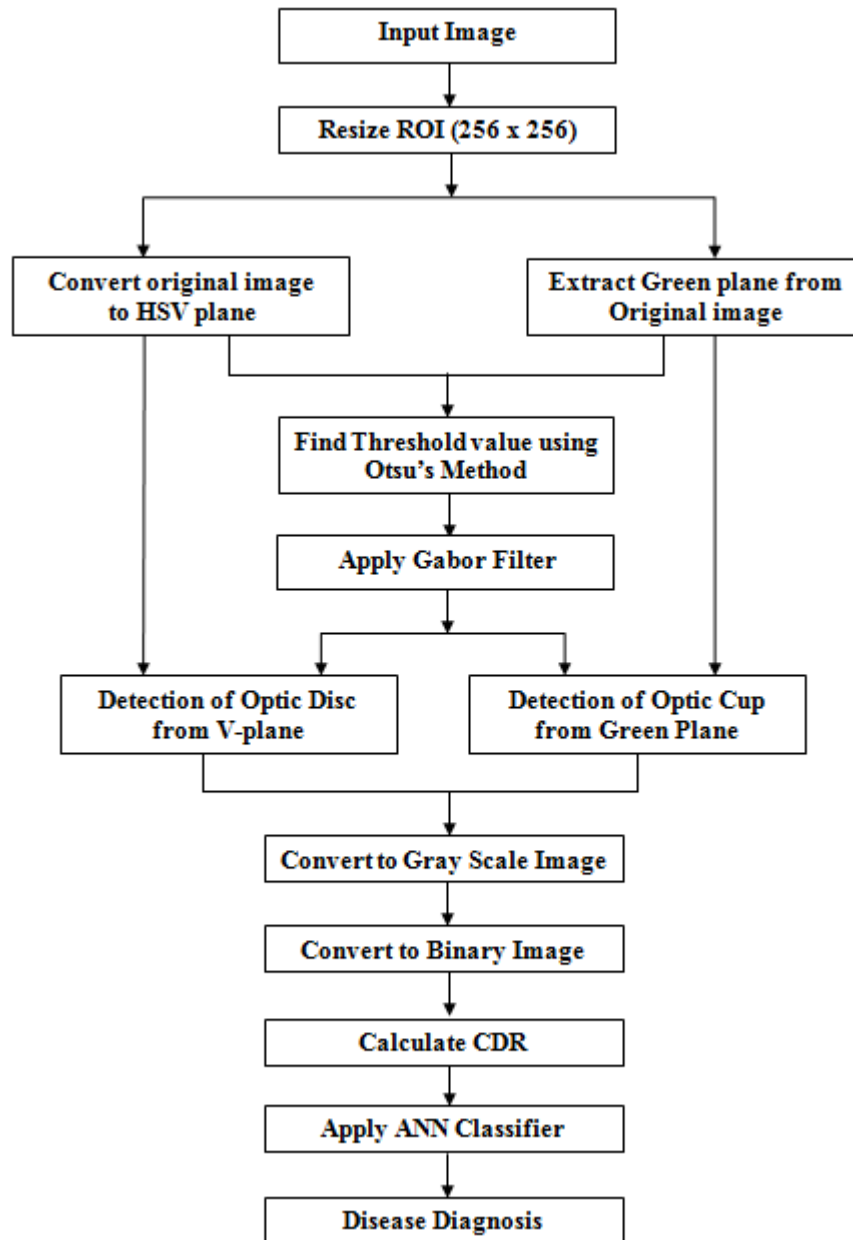 Input Image
Resize ROI (256 x 256)
Convert original image
to HSV plane
Extract Green plane from
Original image
Find Threshold value using
Otsu's Method
Apply Gabor Filter
Detection of Optic Disc
from V-plane
Detection of Optic Cup
from Green Plane
Convert to Gray Scale Image
Convert to Binary Image
Calculate CDR
Apply ANN Classifier
Disease Diagnosis